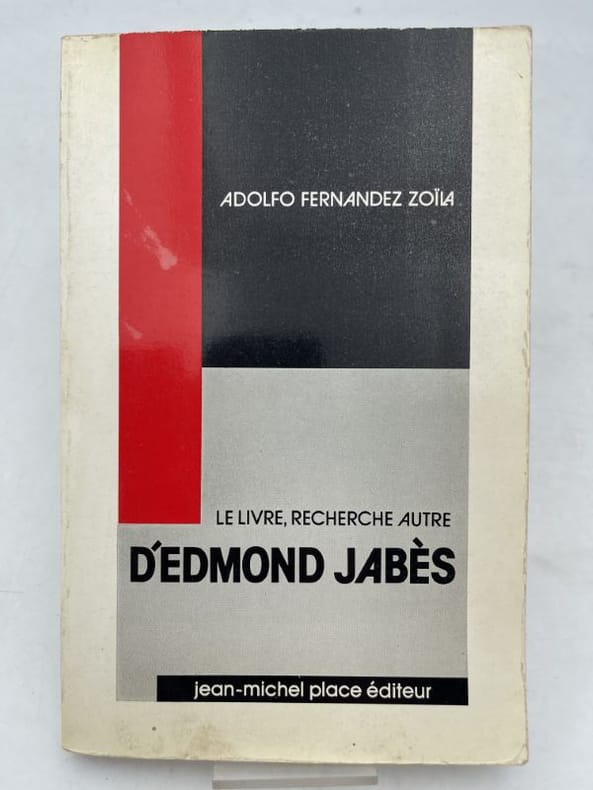 ADOLFO FERNANDEZ ZOÏLA
LE LIVRE, RECHERCHE AUTRE
D'EDMOND JABÈS
jean-michel place éditeur